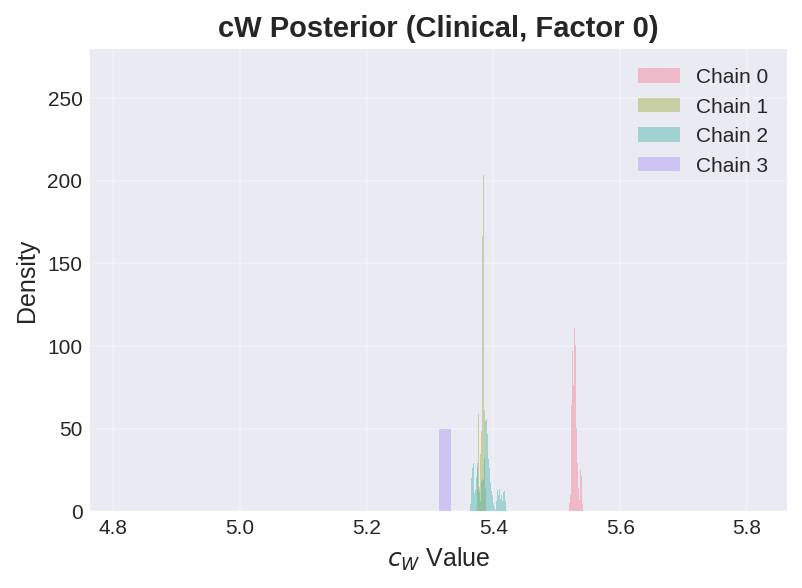 cW Posterior (Clinical, Factor 0)
Chain 0
Chain 1
Chain 2
Chain 3
Density
250
200
150
100
50
0
4.8 5.0 5.2 5.4 5.6 5.8
c_W Value